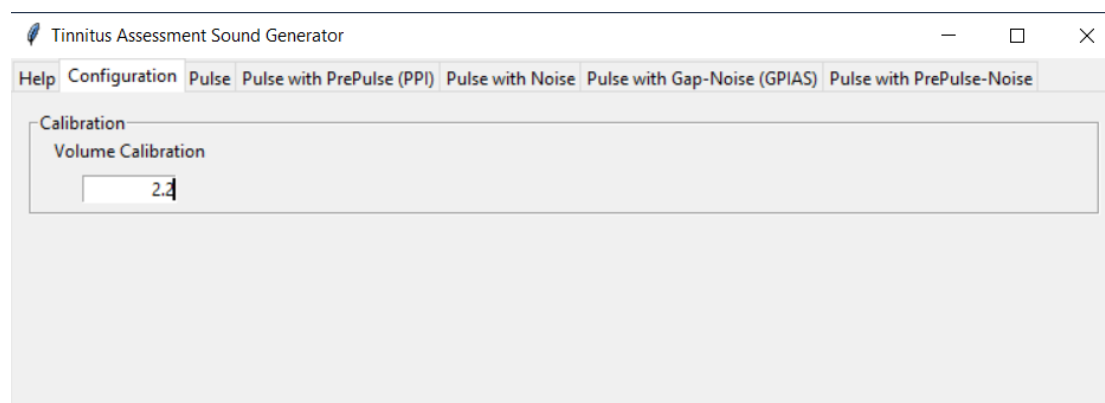 Tinnitus Assessment Sound Generator
Help Configuration Pulse Pulse with PrePulse (PPI) Pulse with Noise Pulse with Gap-Noise (GPIAS) Pulse with PrePulse-Noise
Calibration
Volume Calibration
2.2